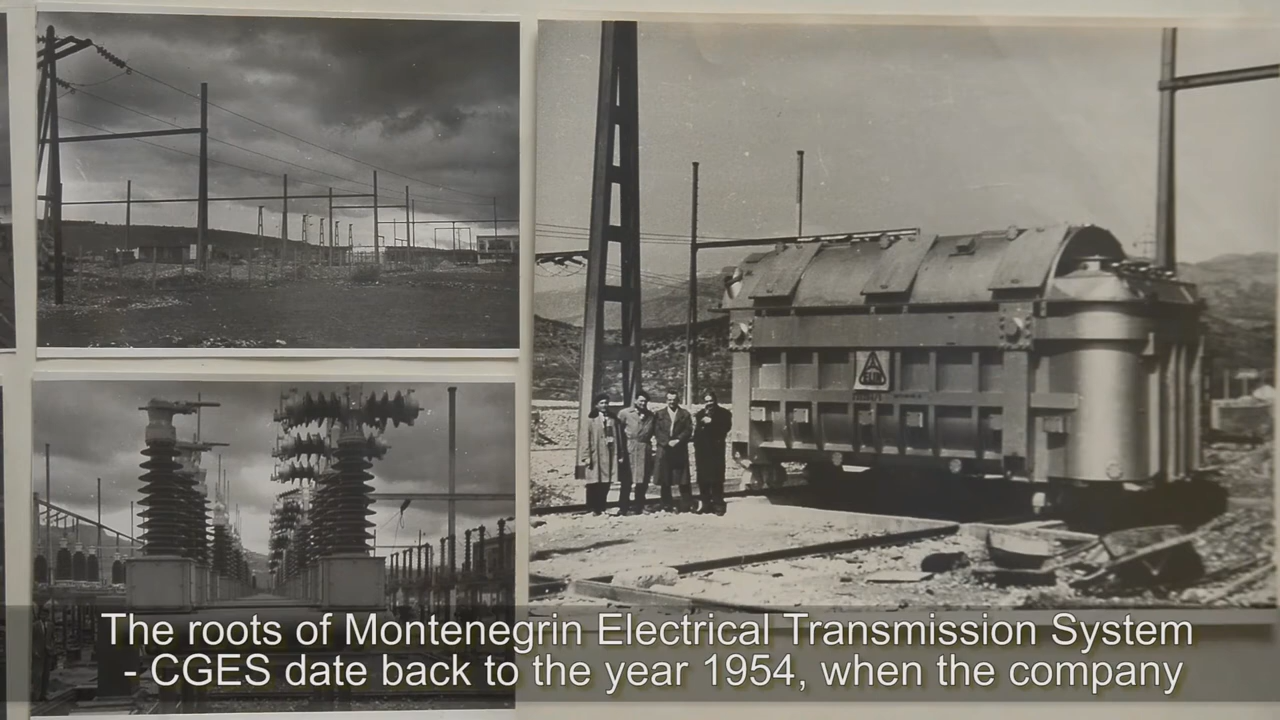 The roots of Montenegrin Electrical Transmission System
- CGES date back to the year 1954, when the company